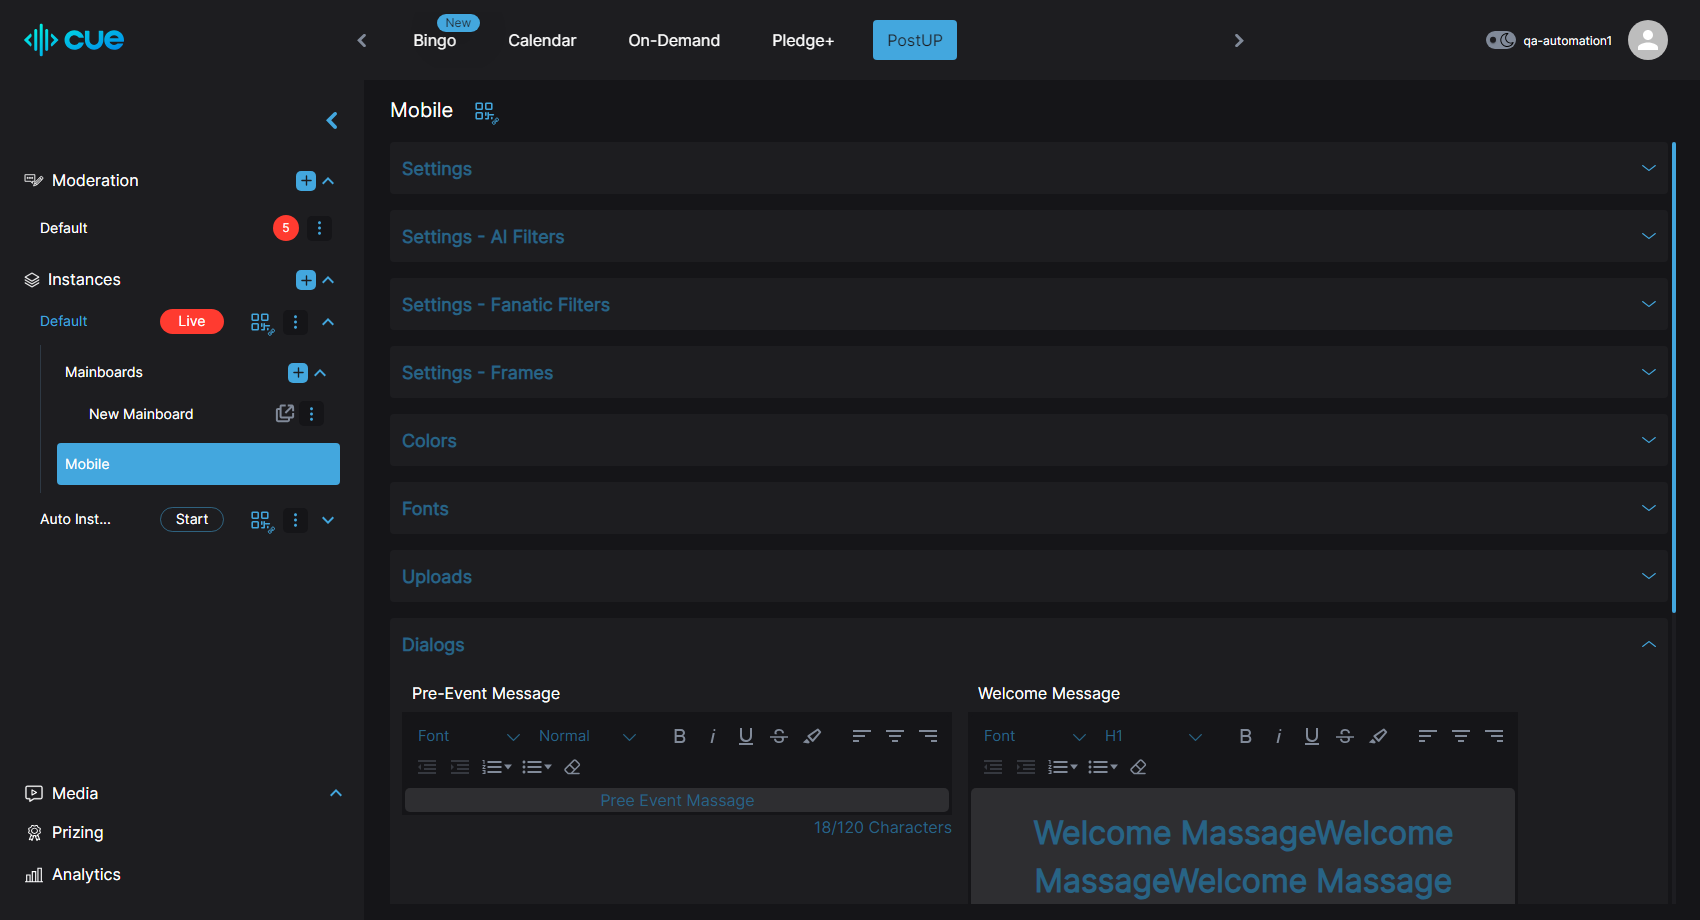 cue
New
Bingo
Calendar
On-Demand
Pledge+
PostUP
qa-automation1
Moderation
Default
5
Instances
Default
Live
Mainboards
New Mainboard
Mobile
Auto Inst...
Start
Media
Prizing
Analytics
Mobile
Settings
Settings - AI Filters
Settings - Fanatic Filters
Settings - Frames
Colors
Fonts
Uploads
Dialogs
Pre-Event Message
Font
Normal
B
i
U
S
Pree Event Massage
18/120 Characters
Welcome Message
Font
H1
B
i
U
S
Welcome MassageWelcome
MassageWelcome Massage